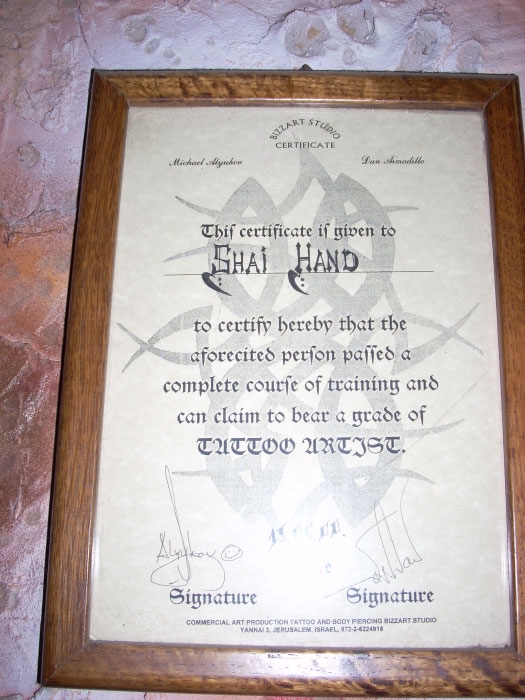 BIZZART STUDIO
CERTIFICATE
Michael Alyukov Dan Armadillo
This certificate is given to
SHAI HAND
to certify hereby that the
aforecited person passed a
complete course of training and
can claim to bear a grade of
TATTOO ARTIST.
Signature Signature
COMMERCIAL ART PRODUCTION TATTOO AND BODY PIERCING BIZZART STUDIO
YANNAI 3, JERUSALEM, ISRAEL, 972-2-6224918